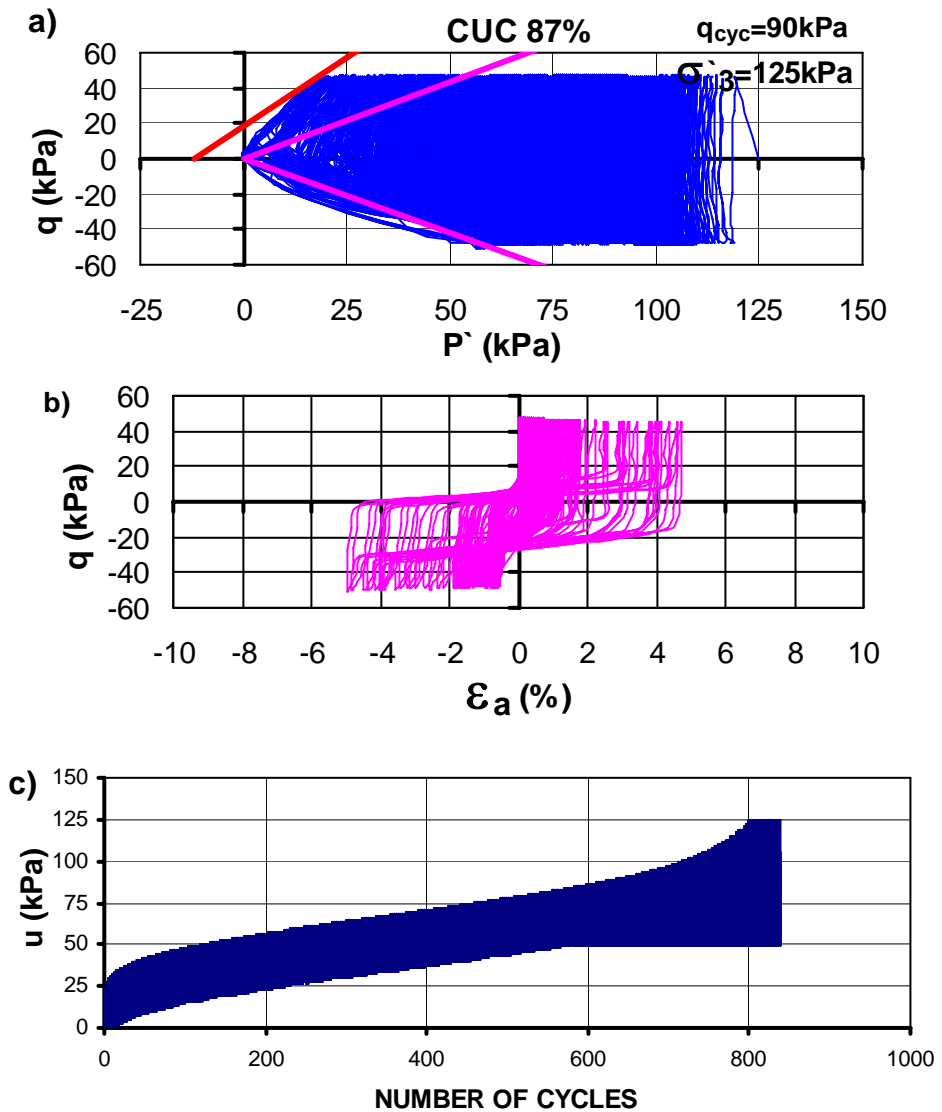 a)
CUC 87%
qcyc=90kPa
σ`3=125kPa
60
40
20
0
-20
-40
-60
q (kPa)
-25 0 25 50 75 100 125 150
P` (kPa)
b)
60
40
20
0
-20
-40
-60
q (kPa)
-10 -8 -6 -4 -2 0 2 4 6 8 10
εa (%)
c)
150
125
100
75
50
25
0
u (kPa)
0 200 400 600 800 1000
NUMBER OF CYCLES